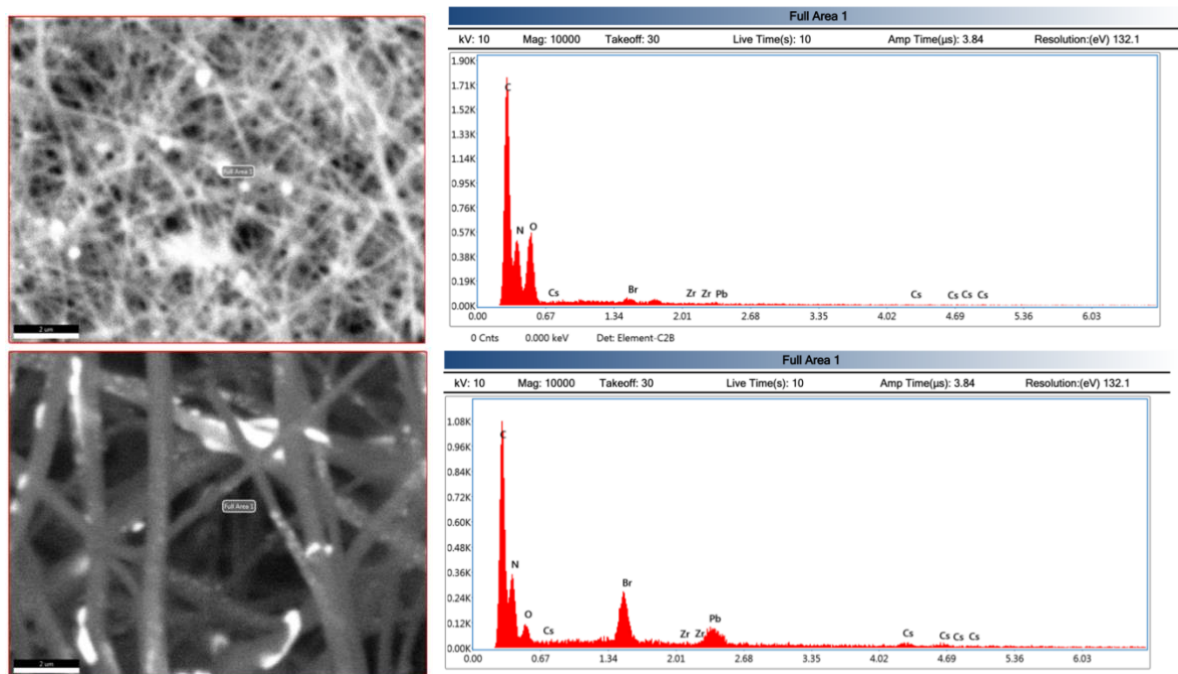 Full Area 1
kV: 10 Mag: 10000 Takeoff: 30 Live Time(s): 10 Amp Time(µs): 3.84 Resolution:(eV) 132.1
1.90K
1.71K
1.52K
1.33K
1.14K
0.95K
0.76K
0.57K
0.38K
0.19K
0.00K
C
N
O
Cs
Br
Zr Zr Pb
Cs Cs Cs Cs
0.00 0.67 1.34 2.01 2.68 3.35 4.02 4.69 5.36 6.03
0 Cnts 0.000 keV Det: Element-C2B
Full Area 1
2 um
Full Area 1
kV: 10 Mag: 10000 Takeoff: 30 Live Time(s): 10 Amp Time(µs): 3.84 Resolution:(eV) 132.1
1.08K
0.96K
0.84K
0.72K
0.60K
0.48K
0.36K
0.24K
0.12K
0.00K
C
N
O
Cs
Br
Zr Zr Pb
Cs Cs Cs Cs
0.00 0.67 1.34 2.01 2.68 3.35 4.02 4.69 5.36 6.03
Full Area 1
2 um